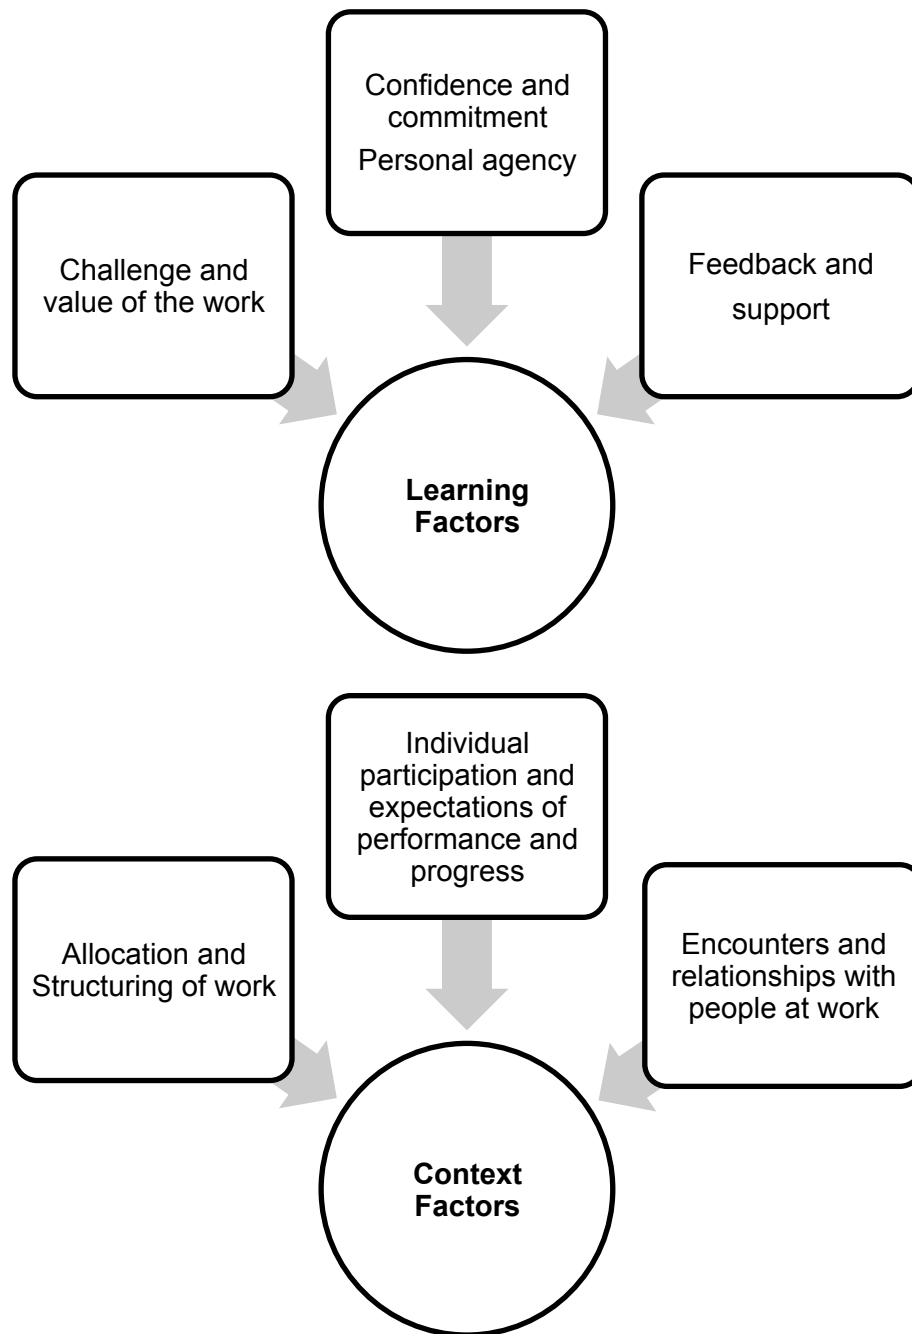 Confidence and
commitment
Personal agency
Challenge and
value of the work
Feedback and
support
Learning
Factors
Individual
participation and
expectations of
performance and
progress
Allocation and
Structuring of work
Encounters and
relationships with
people at work
Context
Factors